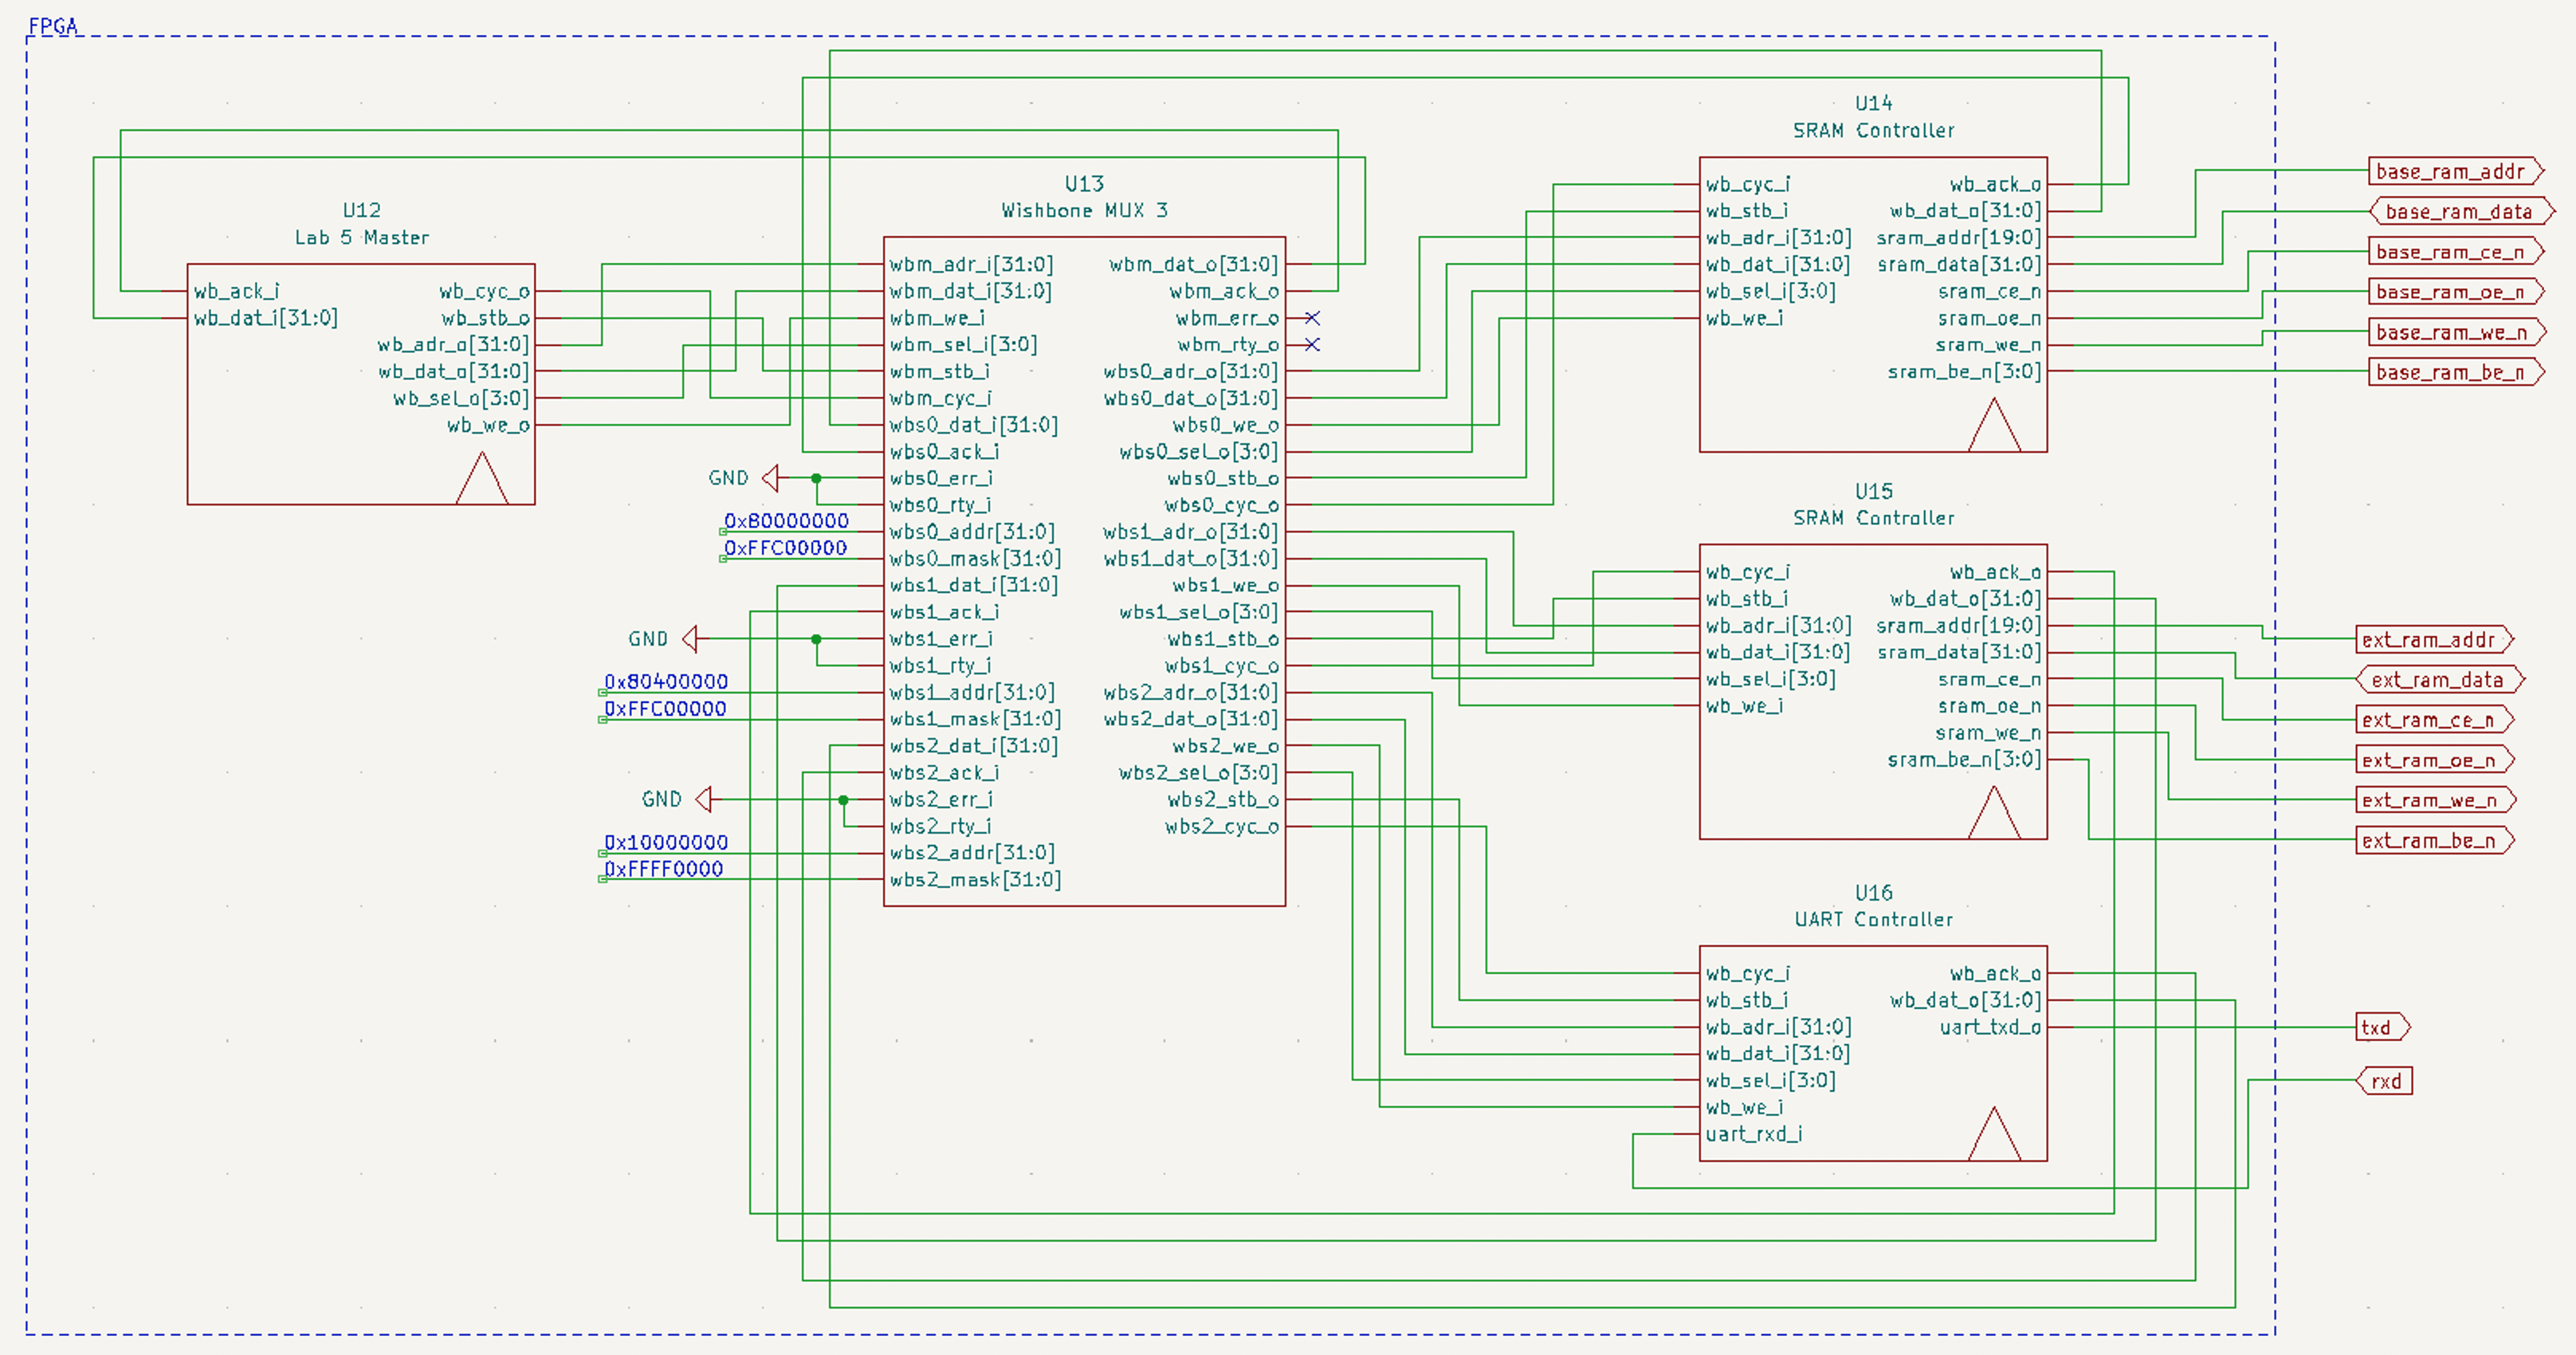 FPGA
U12
Lab 5 Master
wb_ack_i
wb_dat_i[31:0]
wb_cyc_o
wb_stb_o
wb_adr_o[31:0]
wb_dat_o[31:0]
wb_sel_o[3:0]
wb_we_o
GND
0x80000000
0xFFC00000
GND
0x80400000
0xFFC00000
GND
0x10000000
0xFFFF0000
U13
Wishbone MUX 3
wbm_adr_i[31:0]
wbm_dat_i[31:0]
wbm_we_i
wbm_sel_i[3:0]
wbm_stb_i
wbm_cyc_i
wbs0_dat_i[31:0]
wbs0_ack_i
wbs0_err_i
wbs0_rty_i
wbs0_addr[31:0]
wbs0_mask[31:0]
wbs1_dat_i[31:0]
wbs1_ack_i
wbs1_err_i
wbs1_rty_i
wbs1_addr[31:0]
wbs1_mask[31:0]
wbs2_dat_i[31:0]
wbs2_ack_i
wbs2_err_i
wbs2_rty_i
wbs2_addr[31:0]
wbs2_mask[31:0]
wbm_dat_o[31:0]
wbm_ack_o
wbm_err_o
wbm_rty_o
wbs0_adr_o[31:0]
wbs0_dat_o[31:0]
wbs0_we_o
wbs0_sel_o[3:0]
wbs0_stb_o
wbs0_cyc_o
wbs1_adr_o[31:0]
wbs1_dat_o[31:0]
wbs1_we_o
wbs1_sel_o[3:0]
wbs1_stb_o
wbs1_cyc_o
wbs2_adr_o[31:0]
wbs2_dat_o[31:0]
wbs2_we_o
wbs2_sel_o[3:0]
wbs2_stb_o
wbs2_cyc_o
U14
SRAM Controller
wb_cyc_i
wb_stb_i
wb_adr_i[31:0]
wb_dat_i[31:0]
wb_sel_i[3:0]
wb_we_i
wb_ack_o
wb_dat_o[31:0]
sram_addr[19:0]
sram_data[31:0]
sram_ce_n
sram_oe_n
sram_we_n
sram_be_n[3:0]
base_ram_addr
base_ram_data
base_ram_ce_n
base_ram_oe_n
base_ram_we_n
base_ram_be_n
U15
SRAM Controller
wb_cyc_i
wb_stb_i
wb_adr_i[31:0]
wb_dat_i[31:0]
wb_sel_i[3:0]
wb_we_i
wb_ack_o
wb_dat_o[31:0]
sram_addr[19:0]
sram_data[31:0]
sram_ce_n
sram_oe_n
sram_we_n
sram_be_n[3:0]
ext_ram_addr
ext_ram_data
ext_ram_ce_n
ext_ram_oe_n
ext_ram_we_n
ext_ram_be_n
U16
UART Controller
wb_cyc_i
wb_stb_i
wb_adr_i[31:0]
wb_dat_i[31:0]
wb_sel_i[3:0]
wb_we_i
uart_rxd_i
wb_ack_o
wb_dat_o[31:0]
uart_txd_o
txd
rxd